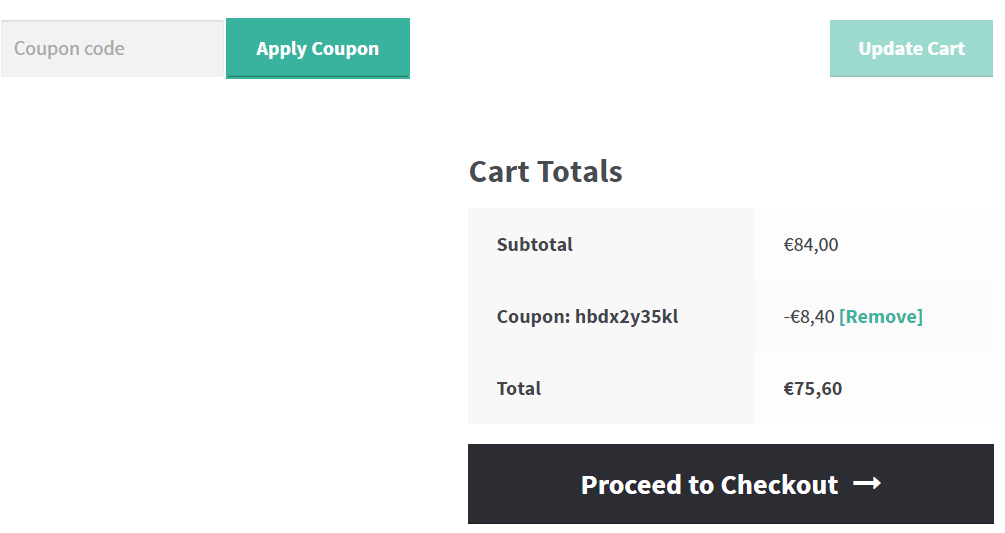 Coupon code Apply Coupon Update Cart
Cart Totals
Subtotal €84,00
Coupon: hbdx2y35kl -€8,40 [Remove]
Total €75,60
Proceed to Checkout →